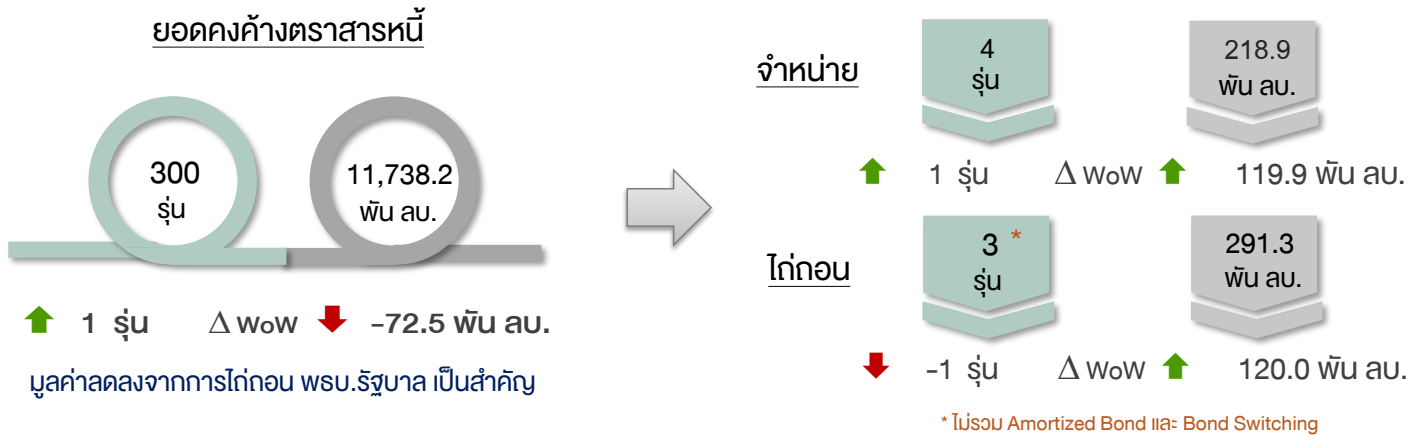 ยอดคงค้างตราสารหนี้
300
รุ่น
11,738.2
พัน ลบ.
1 รุ่น Δ WoW -72.5 พัน ลบ.
มูลค่าลดลงจากการไถ่ถอน พธบ.รัฐบาล เป็นสำคัญ
จำหน่าย
4
รุ่น
218.9
พัน ลบ.
1 รุ่น Δ WoW 119.9 พัน ลบ.
ไถ่ถอน
3 *
รุ่น
291.3
พัน ลบ.
-1 รุ่น Δ WoW 120.0 พัน ลบ.
* ไม่รวม Amortized Bond และ Bond Switching